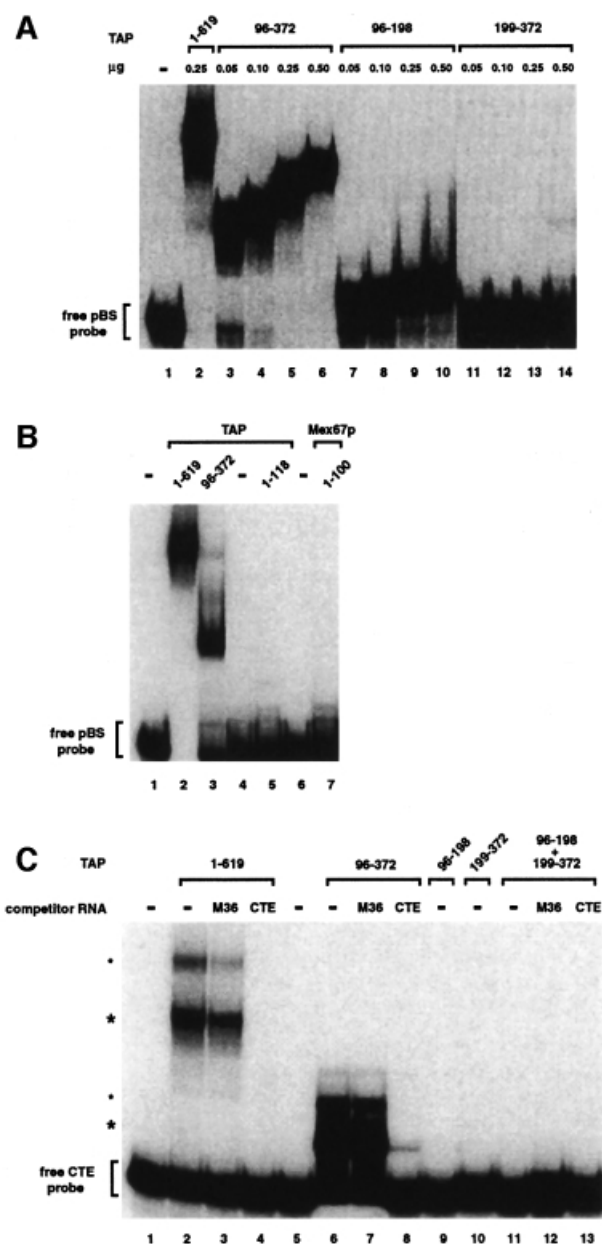 A
TAP 1-619 96-372 96-198 199-372
µg - 0.25 0.05 0.10 0.25 0.50 0.05 0.10 0.25 0.50 0.05 0.10 0.25 0.50
free pBS
probe
1 2 3 4 5 6 7 8 9 10 11 12 13 14
B
TAP Mex67p
- 1-619 96-372 - 1-118 - 1-100
free pBS
probe
1 2 3 4 5 6 7
C
TAP 1-619 96-372 96-198 199-372 96-198
+
199-372
competitor RNA - - M36 CTE - - M36 CTE - - - M36 CTE
free CTE
probe
1 2 3 4 5 6 7 8 9 10 11 12 13